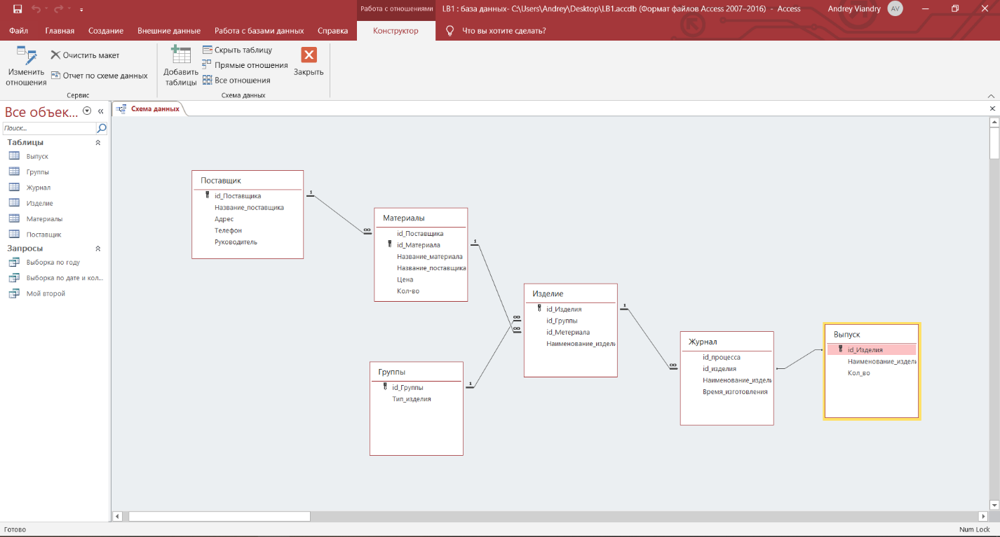 Работа с отношениями
LB1 : база данных- C:\Users\Andrey\Desktop\LB1.accdb (Формат файлов Access 2007–2016) - Access
Andrey Viandry
AV
Файл
Главная
Создание
Внешние данные
Работа с базами данных
Справка
Конструктор
Что вы хотите сделать?
Изменить
отношения
Очистить макет
Отчет по схеме данных
Сервис
Добавить
таблицы
Скрыть таблицу
Прямые отношения
Все отношения
Закрыть
Схема данных
Все объек...
Поиск...
Таблицы
Выпуск
Группы
Журнал
Изделие
Материалы
Поставщик
Запросы
Выборка по году
Выборка по дате и кол...
Мой второй
Схема данных
Поставщик
id_Поставщика
Название_поставщика
Адрес
Телефон
Руководитель
1
∞
Материалы
id_Поставщика
id_Материала
Название_материала
Название_поставщика
Цена
Кол-во
1
∞
∞
Группы
id_Группы
Тип_изделия
1
Изделие
id_Изделия
id_Группы
id_Метериала
Наименование_издели
1
∞
Журнал
id_процесса
id_изделия
Наименование_издели
Время_изготовления
Выпуск
id_Изделия
Наименование_издели
Кол_во
Готово
Num Lock